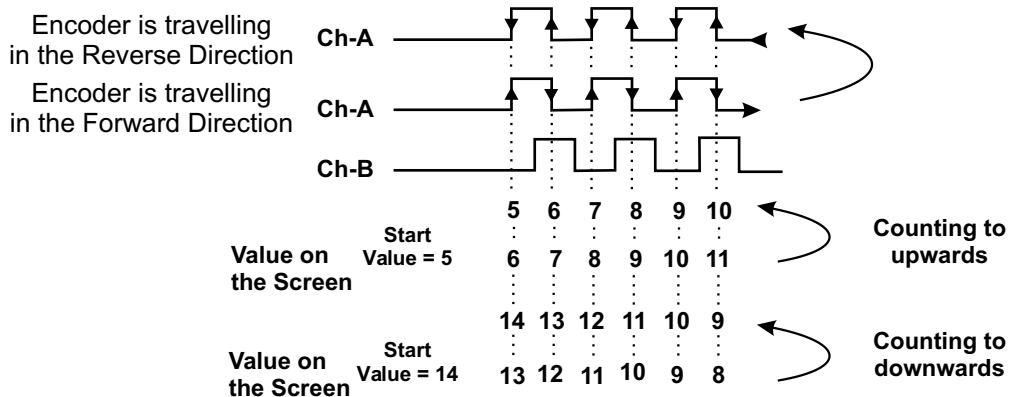 Encoder is travelling
in the Reverse Direction
Ch-A
Encoder is travelling
in the Forward Direction
Ch-A
Ch-B
5 6 7 8 9 10
Counting to
upwards
Value on
the Screen
Start
Value = 5
6 7 8 9 10 11
14 13 12 11 10 9
Counting to
downwards
Value on
the Screen
Start
Value = 14
13 12 11 10 9 8